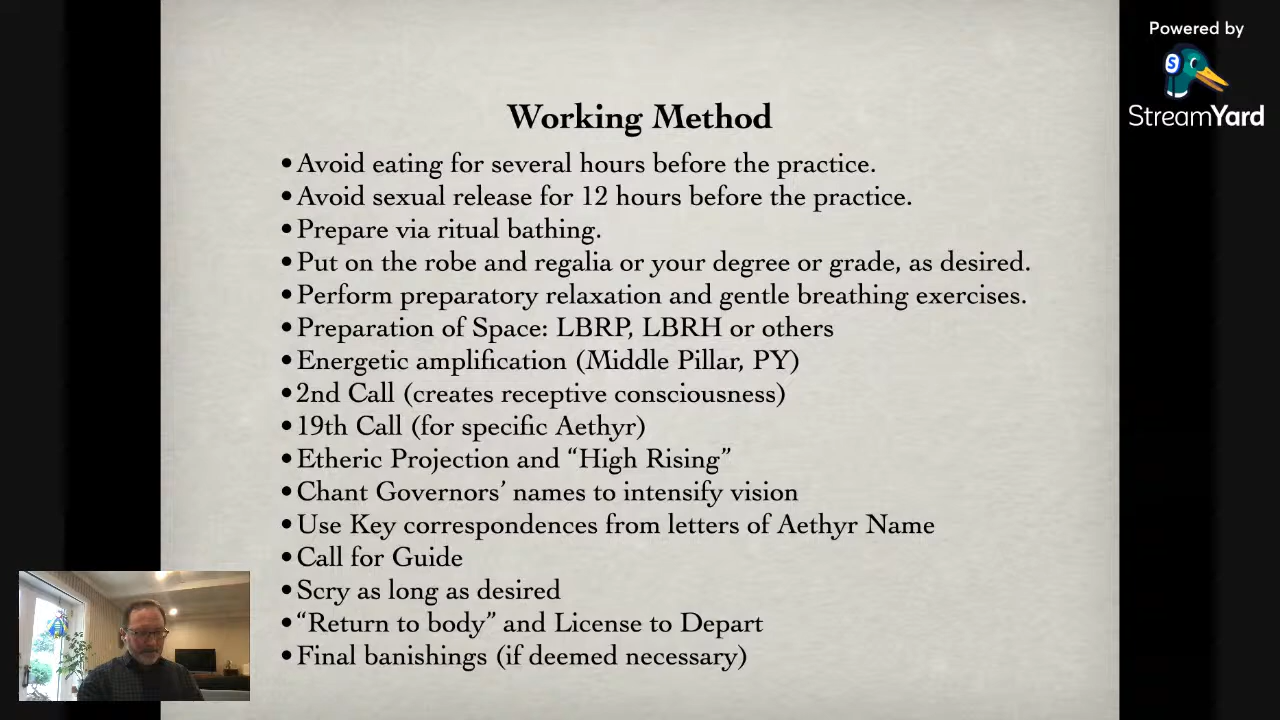 Powered by
S
StreamYard
Working Method
•Avoid eating for several hours before the practice.
•Avoid sexual release for 12 hours before the practice.
•Prepare via ritual bathing.
•Put on the robe and regalia or your degree or grade, as desired.
•Perform preparatory relaxation and gentle breathing exercises.
•Preparation of Space: LBRP, LBRH or others
•Energetic amplification (Middle Pillar, PY)
•2nd Call (creates receptive consciousness)
•19th Call (for specific Aethyr)
•Etheric Projection and “High Rising”
•Chant Governors’ names to intensify vision
•Use Key correspondences from letters of Aethyr Name
•Call for Guide
•Scry as long as desired
•“Return to body” and License to Depart
•Final banishings (if deemed necessary)